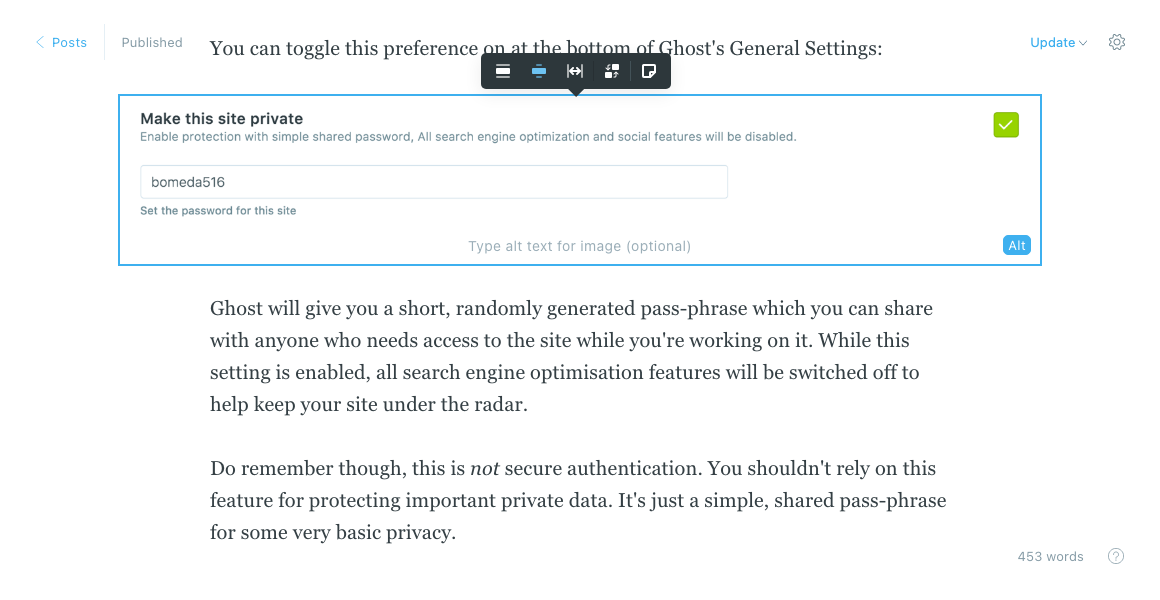 Posts
Published
You can toggle this preference on at the bottom of Ghost's General Settings:
Update
Make this site private
Enable protection with simple shared password, All search engine optimization and social features will be disabled.
bomeda516
Set the password for this site
Type alt text for image (optional)
Alt
Ghost will give you a short, randomly generated pass-phrase which you can share
with anyone who needs access to the site while you're working on it. While this
setting is enabled, all search engine optimisation features will be switched off to
help keep your site under the radar.
Do remember though, this is not secure authentication. You shouldn't rely on this
feature for protecting important private data. It's just a simple, shared pass-phrase
for some very basic privacy.
453 words
?